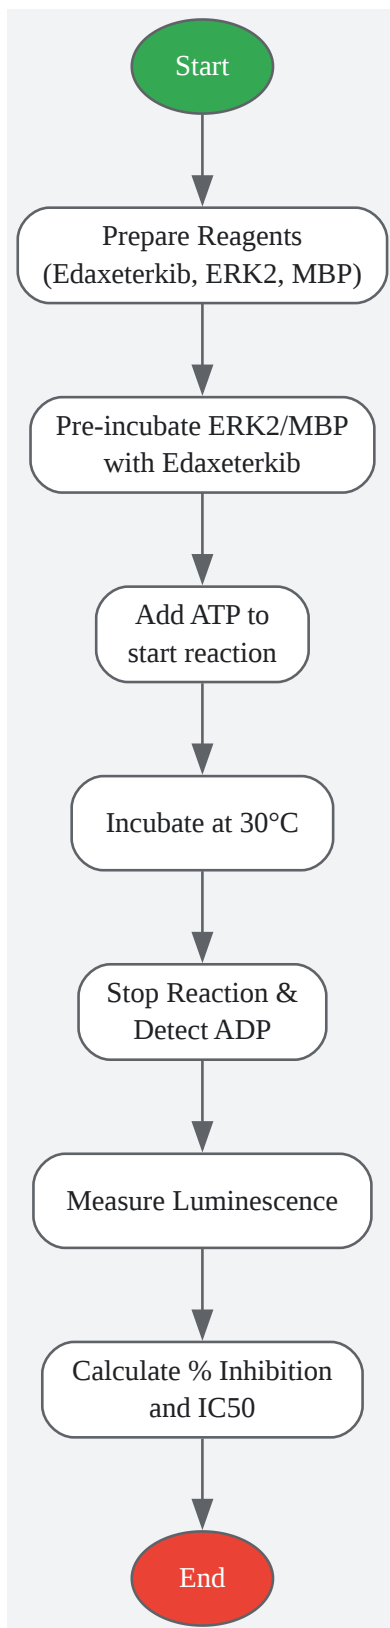 Start
Prepare Reagents
(Edaxeterkib, ERK2, MBP)
Pre-incubate ERK2/MBP
with Edaxeterkib
Add ATP to
start reaction
Incubate at 30°C
Stop Reaction &
Detect ADP
Measure Luminescence
Calculate % Inhibition
and IC50
End